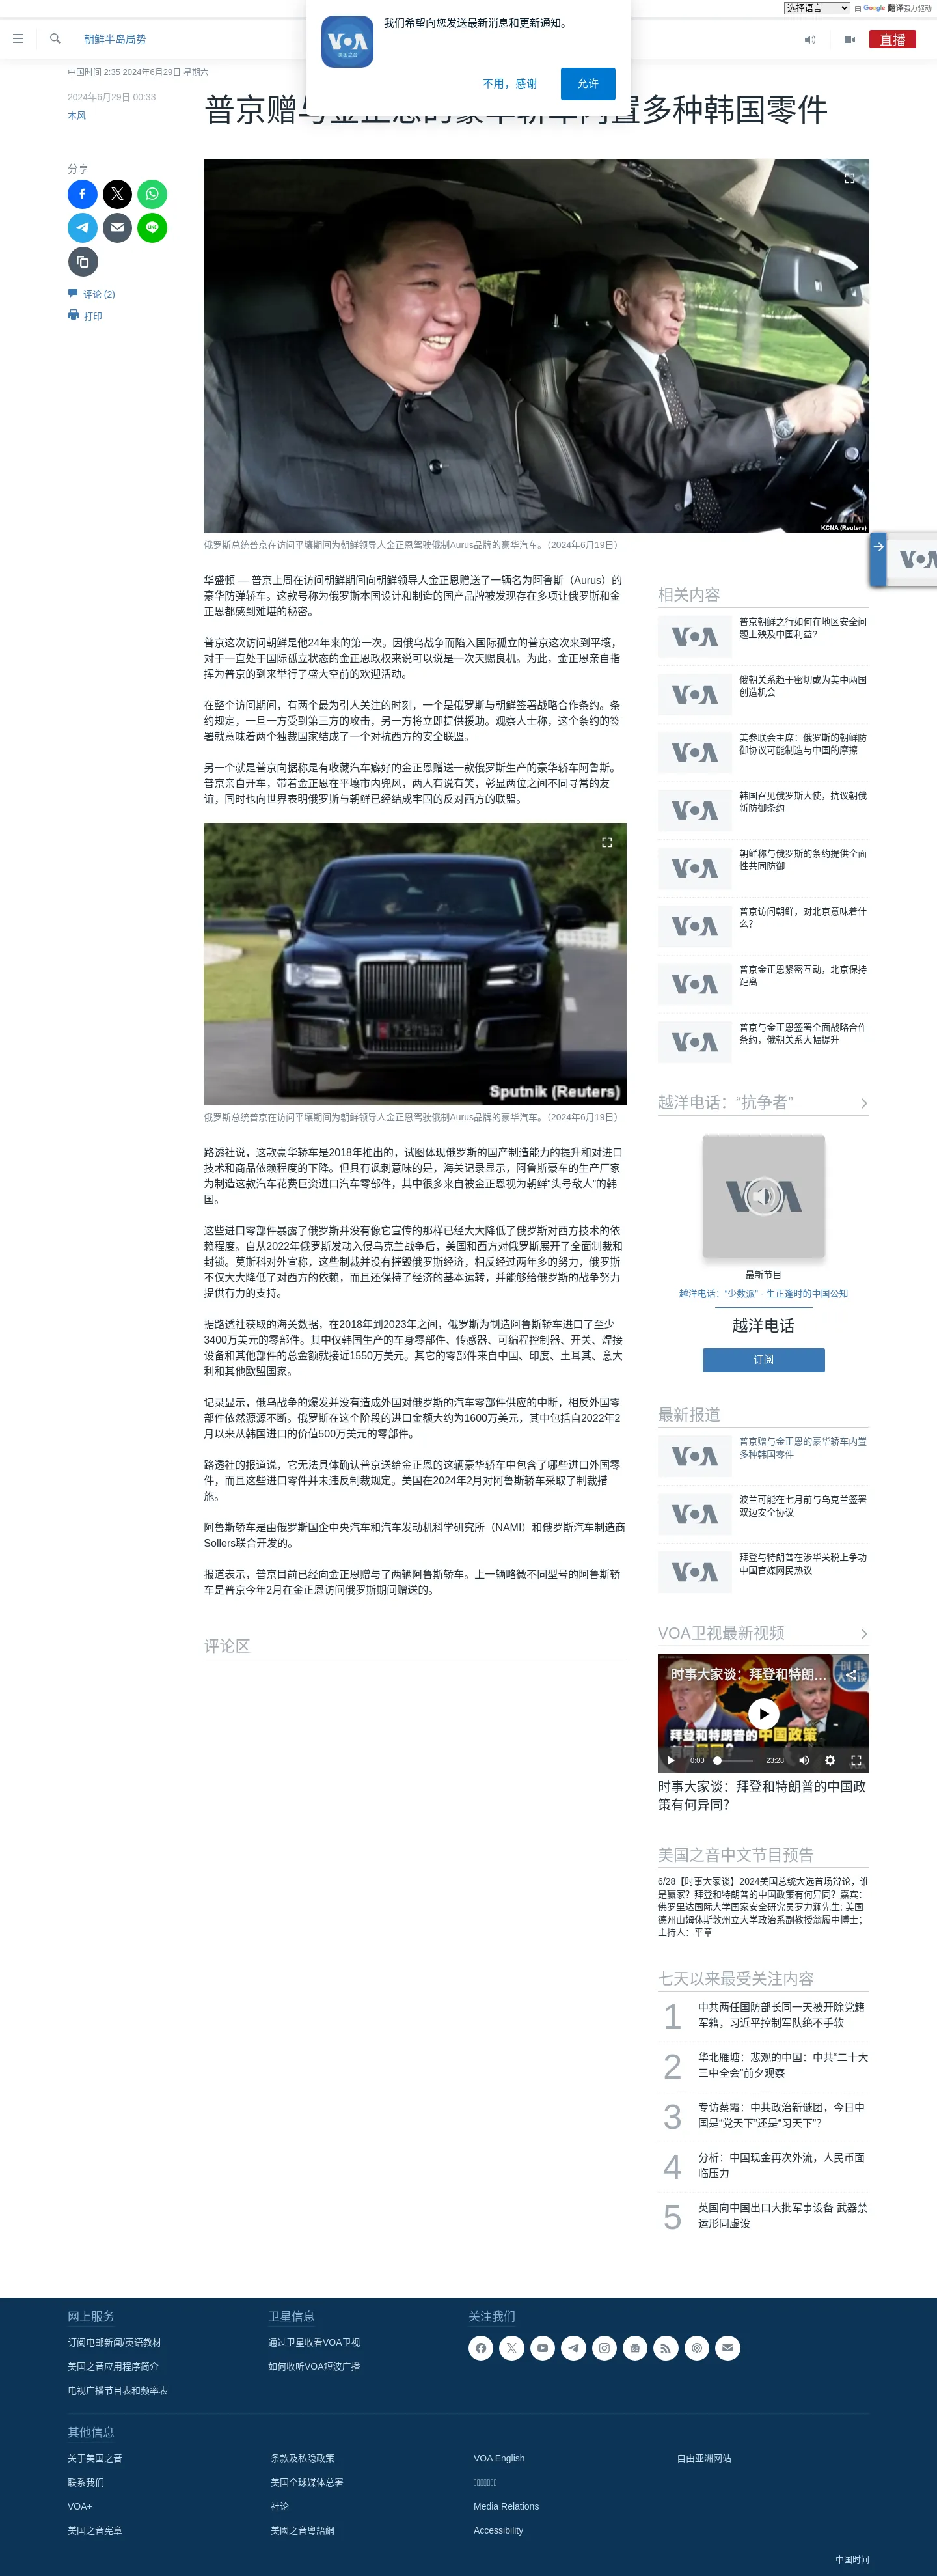 选择语言
由 Google 翻译强力驱动
我们希望向您发送最新消息和更新通知。
VOA
美国之音
不用，感谢
允许
朝鲜半岛局势
直播
中国时间 2:35 2024年6月29日 星期六
2024年6月29日 00:33
木风
普京赠与金正恩的豪华轿车内置多种韩国零件
分享
评论 (2)
打印
KCNA (Reuters)
俄罗斯总统普京在访问平壤期间为朝鲜领导人金正恩驾驶俄制Aurus品牌的豪华汽车。（2024年6月19日）
华盛顿 — 普京上周在访问朝鲜期间向朝鲜领导人金正恩赠送了一辆名为阿鲁斯（Aurus）的
豪华防弹轿车。这款号称为俄罗斯本国设计和制造的国产品牌被发现存在多项让俄罗斯和金
正恩都感到难堪的秘密。
普京这次访问朝鲜是他24年来的第一次。因俄乌战争而陷入国际孤立的普京这次来到平壤，
对于一直处于国际孤立状态的金正恩政权来说可以说是一次天赐良机。为此，金正恩亲自指
挥为普京的到来举行了盛大空前的欢迎活动。
在整个访问期间，有两个最为引人关注的时刻，一个是俄罗斯与朝鲜签署战略合作条约。条
约规定，一旦一方受到第三方的攻击，另一方将立即提供援助。观察人士称，这个条约的签
署就意味着两个独裁国家结成了一个对抗西方的安全联盟。
另一个就是普京向据称是有收藏汽车癖好的金正恩赠送一款俄罗斯生产的豪华轿车阿鲁斯。
普京亲自开车，带着金正恩在平壤市内兜风，两人有说有笑，彰显两位之间不同寻常的友
谊，同时也向世界表明俄罗斯与朝鲜已经结成牢固的反对西方的联盟。
Sputnik (Reuters)
俄罗斯总统普京在访问平壤期间为朝鲜领导人金正恩驾驶俄制Aurus品牌的豪华汽车。（2024年6月19日）
路透社说，这款豪华轿车是2018年推出的，试图体现俄罗斯的国产制造能力的提升和对进口
技术和商品依赖程度的下降。但具有讽刺意味的是，海关记录显示，阿鲁斯豪车的生产厂家
为制造这款汽车花费巨资进口汽车零部件，其中很多来自被金正恩视为朝鲜“头号敌人”的韩
国。
这些进口零部件暴露了俄罗斯并没有像它宣传的那样已经大大降低了俄罗斯对西方技术的依
赖程度。自从2022年俄罗斯发动入侵乌克兰战争后，美国和西方对俄罗斯展开了全面制裁和
封锁。莫斯科对外宣称，这些制裁并没有摧毁俄罗斯经济，相反经过两年多的努力，俄罗斯
不仅大大降低了对西方的依赖，而且还保持了经济的基本运转，并能够给俄罗斯的战争努力
提供有力的支持。
据路透社获取的海关数据，在2018年到2023年之间，俄罗斯为制造阿鲁斯轿车进口了至少
3400万美元的零部件。其中仅韩国生产的车身零部件、传感器、可编程控制器、开关、焊接
设备和其他部件的总金额就接近1550万美元。其它的零部件来自中国、印度、土耳其、意大
利和其他欧盟国家。
记录显示，俄乌战争的爆发并没有造成外国对俄罗斯的汽车零部件供应的中断，相反外国零
部件依然源源不断。俄罗斯在这个阶段的进口金额大约为1600万美元，其中包括自2022年2
月以来从韩国进口的价值500万美元的零部件。
路透社的报道说，它无法具体确认普京送给金正恩的这辆豪华轿车中包含了哪些进口外国零
件，而且这些进口零件并未违反制裁规定。美国在2024年2月对阿鲁斯轿车采取了制裁措
施。
阿鲁斯轿车是由俄罗斯国企中央汽车和汽车发动机科学研究所（NAMI）和俄罗斯汽车制造商
Sollers联合开发的。
报道表示，普京目前已经向金正恩赠与了两辆阿鲁斯轿车。上一辆略微不同型号的阿鲁斯轿
车是普京今年2月在金正恩访问俄罗斯期间赠送的。
评论区
相关内容
VOA
普京朝鲜之行如何在地区安全问
题上殃及中国利益？
VOA
俄朝关系趋于密切或为美中两国
创造机会
VOA
美参联会主席：俄罗斯的朝鲜防
御协议可能制造与中国的摩擦
VOA
韩国召见俄罗斯大使，抗议朝俄
新防御条约
VOA
朝鲜称与俄罗斯的条约提供全面
性共同防御
VOA
普京访问朝鲜，对北京意味着什
么？
VOA
普京金正恩紧密互动，北京保持
距离
VOA
普京与金正恩签署全面战略合作
条约，俄朝关系大幅提升
越洋电话：“抗争者”
VOA
最新节目
越洋电话：“少数派” - 生正逢时的中国公知
越洋电话
订阅
最新报道
VOA
普京赠与金正恩的豪华轿车内置
多种韩国零件
VOA
波兰可能在七月前与乌克兰签署
双边安全协议
VOA
拜登与特朗普在涉华关税上争功
中国官媒网民热议
VOA卫视最新视频
时事大家谈：拜登和特朗...
拜登和特朗普的中国政策
0:00
23:28
时事大家谈：拜登和特朗普的中国政
策有何异同？
美国之音中文节目预告
6/28【时事大家谈】2024美国总统大选首场辩论，谁
是赢家？拜登和特朗普的中国政策有何异同？嘉宾：
佛罗里达国际大学国家安全研究员罗力澜先生; 美国
德州山姆休斯敦州立大学政治系副教授翁履中博士；
主持人：平章
七天以来最受关注内容
1
中共两任国防部长同一天被开除党籍
军籍，习近平控制军队绝不手软
2
华北雁塘：悲观的中国：中共“二十大
三中全会”前夕观察
3
专访蔡霞：中共政治新谜团，今日中
国是“党天下”还是“习天下”？
4
分析：中国现金再次外流，人民币面
临压力
5
英国向中国出口大批军事设备 武器禁
运形同虚设
网上服务
订阅电邮新闻/英语教材
美国之音应用程序简介
电视广播节目表和频率表
卫星信息
通过卫星收看VOA卫视
如何收听VOA短波广播
关注我们
其他信息
关于美国之音
联系我们
VOA+
美国之音宪章
条款及私隐政策
美国全球媒体总署
社论
美國之音粵語網
VOA English
Media Relations
Accessibility
自由亚洲网站
中国时间